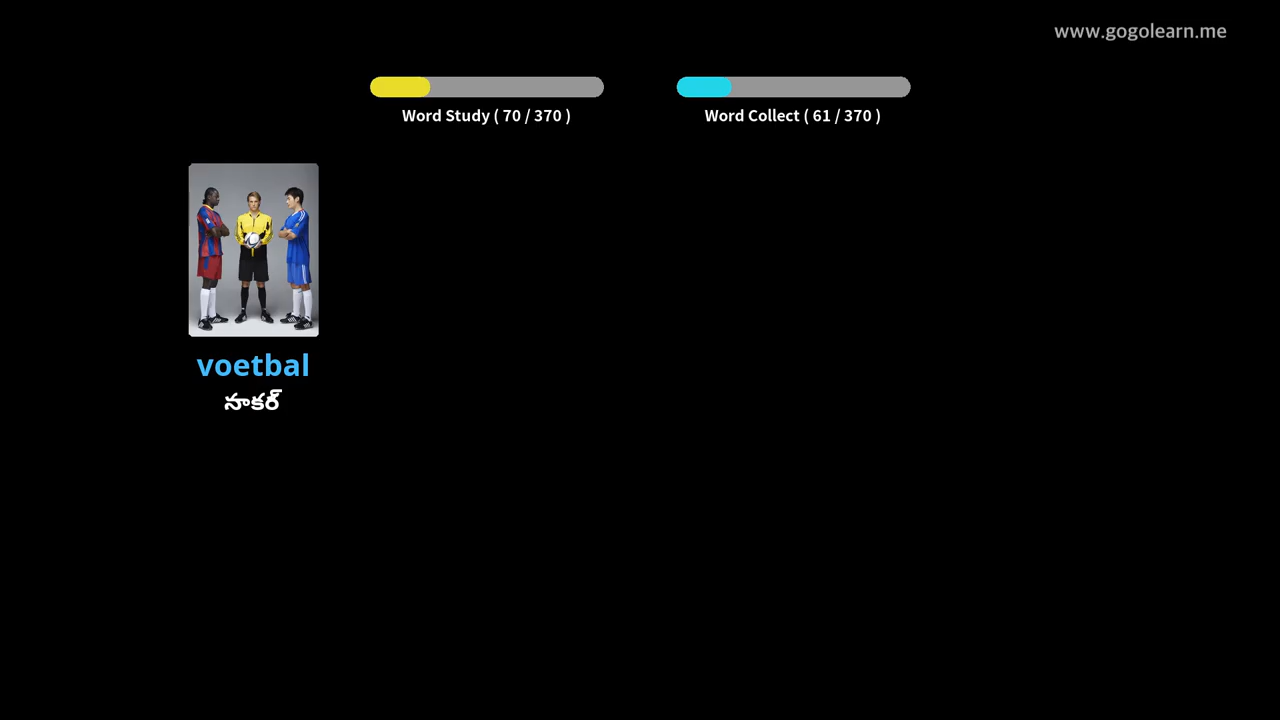 www.gogolearn.me
Word Study ( 70 / 370 )
Word Collect ( 61 / 370 )
voetbal
సాకర్